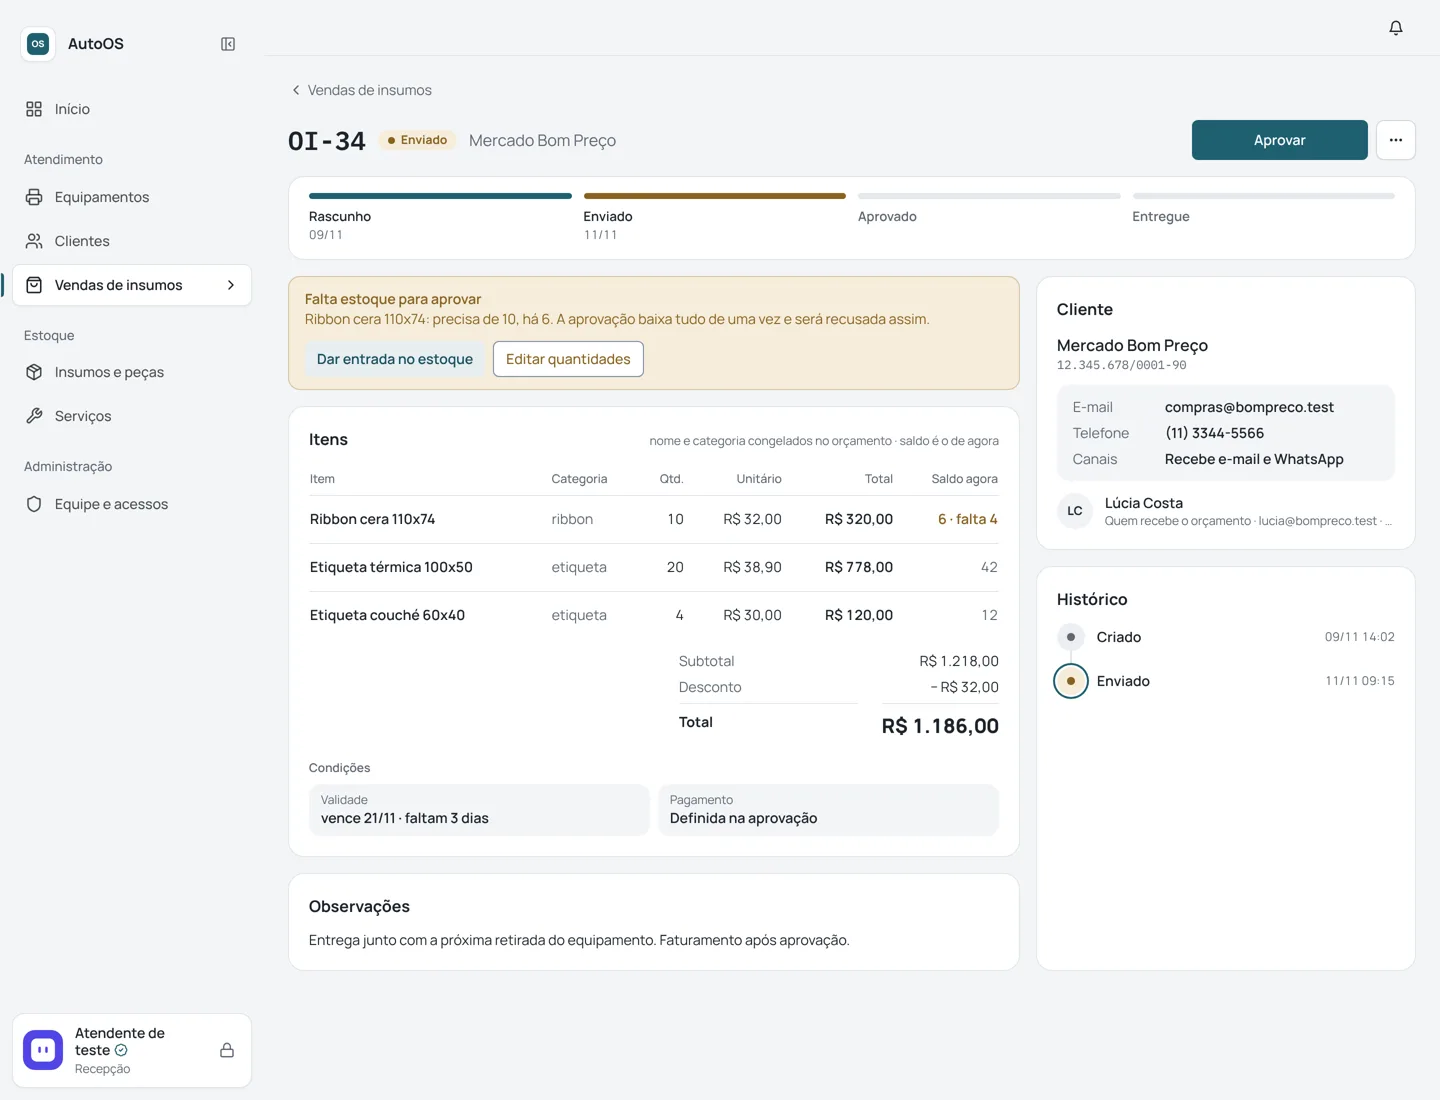 OS
AutoOS
Início
Atendimento
Equipamentos
Clientes
Vendas de insumos
Estoque
Insumos e peças
Serviços
Administração
Equipe e acessos
Atendente de
teste
Recepção
Vendas de insumos
OI-34
Enviado
Mercado Bom Preço
Aprovar
Rascunho
09/11
Enviado
11/11
Aprovado
Entregue
Falta estoque para aprovar
Ribbon cera 110x74: precisa de 10, há 6. A aprovação baixa tudo de uma vez e será recusada assim.
Dar entrada no estoque
Editar quantidades
Itens
nome e categoria congelados no orçamento · saldo é o de agora
Item Categoria Qtd. Unitário Total Saldo agora
Ribbon cera 110x74 ribbon 10 R$ 32,00 R$ 320,00 6 · falta 4
Etiqueta térmica 100x50 etiqueta 20 R$ 38,90 R$ 778,00 42
Etiqueta couché 60x40 etiqueta 4 R$ 30,00 R$ 120,00 12
Subtotal R$ 1.218,00
Desconto − R$ 32,00
Total R$ 1.186,00
Condições
Validade
vence 21/11 · faltam 3 dias
Pagamento
Definida na aprovação
Observações
Entrega junto com a próxima retirada do equipamento. Faturamento após aprovação.
Cliente
Mercado Bom Preço
12.345.678/0001-90
E-mail compras@bompreco.test
Telefone (11) 3344-5566
Canais Recebe e-mail e WhatsApp
LC
Lúcia Costa
Quem recebe o orçamento · lucia@bompreco.test · …
Histórico
Criado 09/11 14:02
Enviado 11/11 09:15